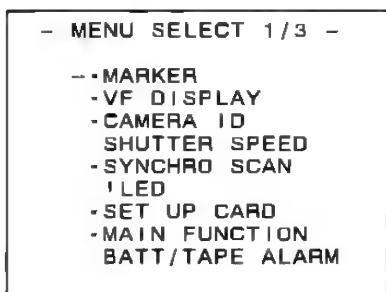 – MENU SELECT 1/3 –
–·MARKER
·VF DISPLAY
·CAMERA ID
SHUTTER SPEED
·SYNCHRO SCAN
!LED
·SET UP CARD
·MAIN FUNCTION
BATT/TAPE ALARM